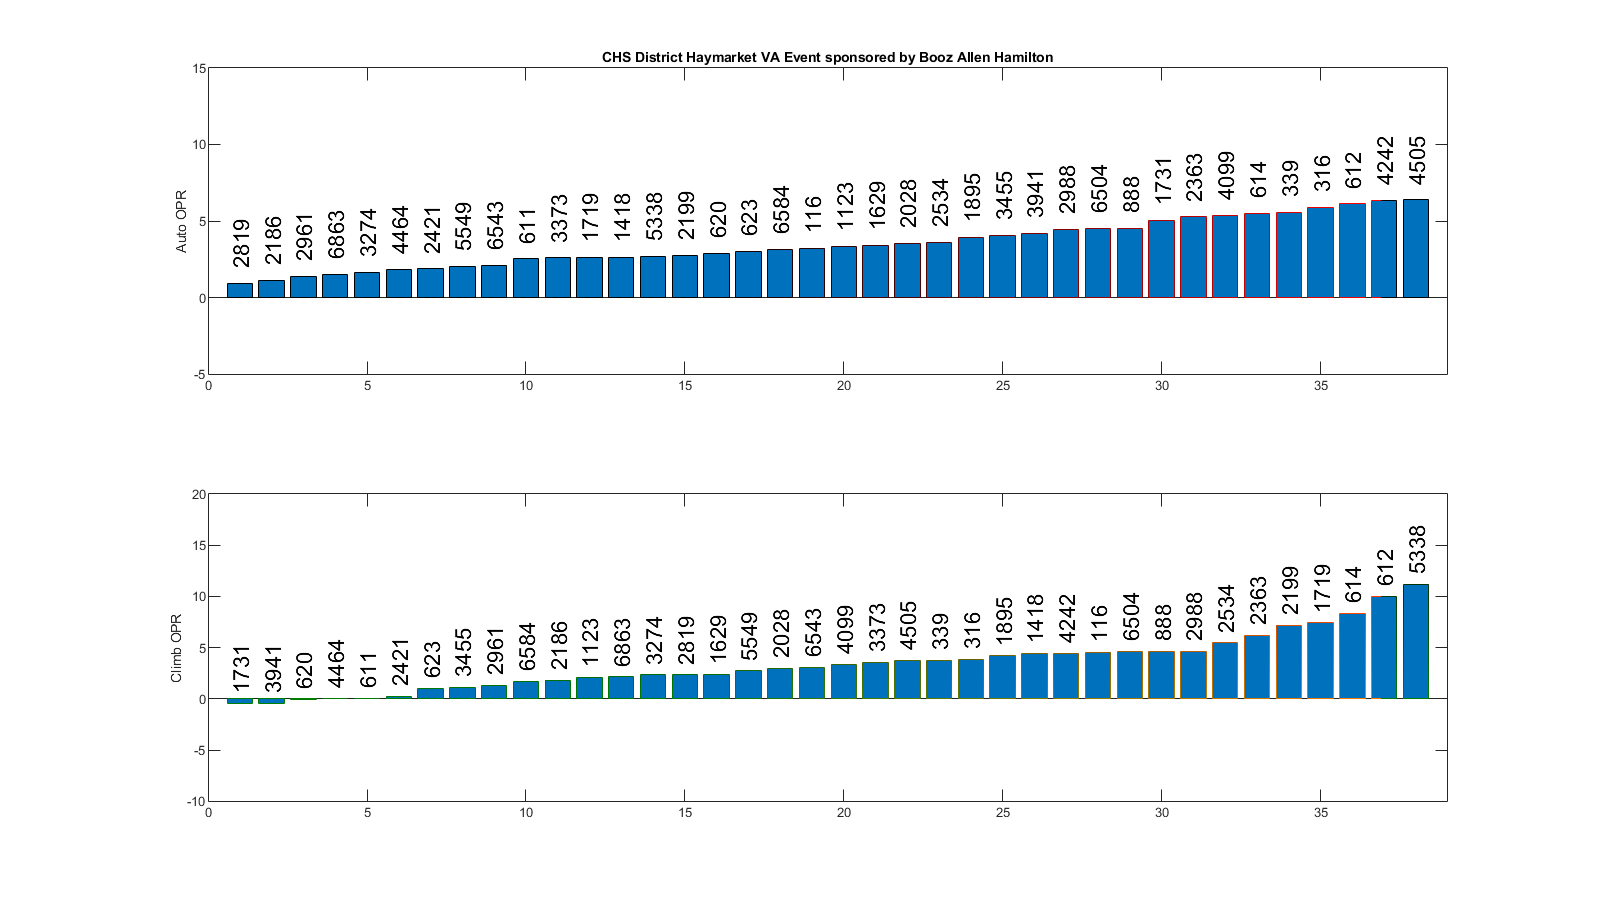 CHS District Haymarket VA Event sponsored by Booz Allen Hamilton
15
10
5
0
-5
Auto OPR
2819 2186 2961 6863 3274 4464 2421 5549 6543 611 3373 1719 1418 5338 2199 620 623 6584 116 1123 1629 2028 2534 1895 3455 3941 2988 6504 888 1731 2363 4099 614 339 316 612 4242 4505
0 5 10 15 20 25 30 35
20
15
10
5
0
-5
-10
Climb OPR
1731 3941 620 4464 611 2421 623 3455 2961 6584 2186 1123 6863 3274 2819 1629 5549 2028 6543 4099 3373 4505 339 316 1895 1418 4242 116 6504 888 2988 2534 2363 2199 1719 614 612 5338
0 5 10 15 20 25 30 35